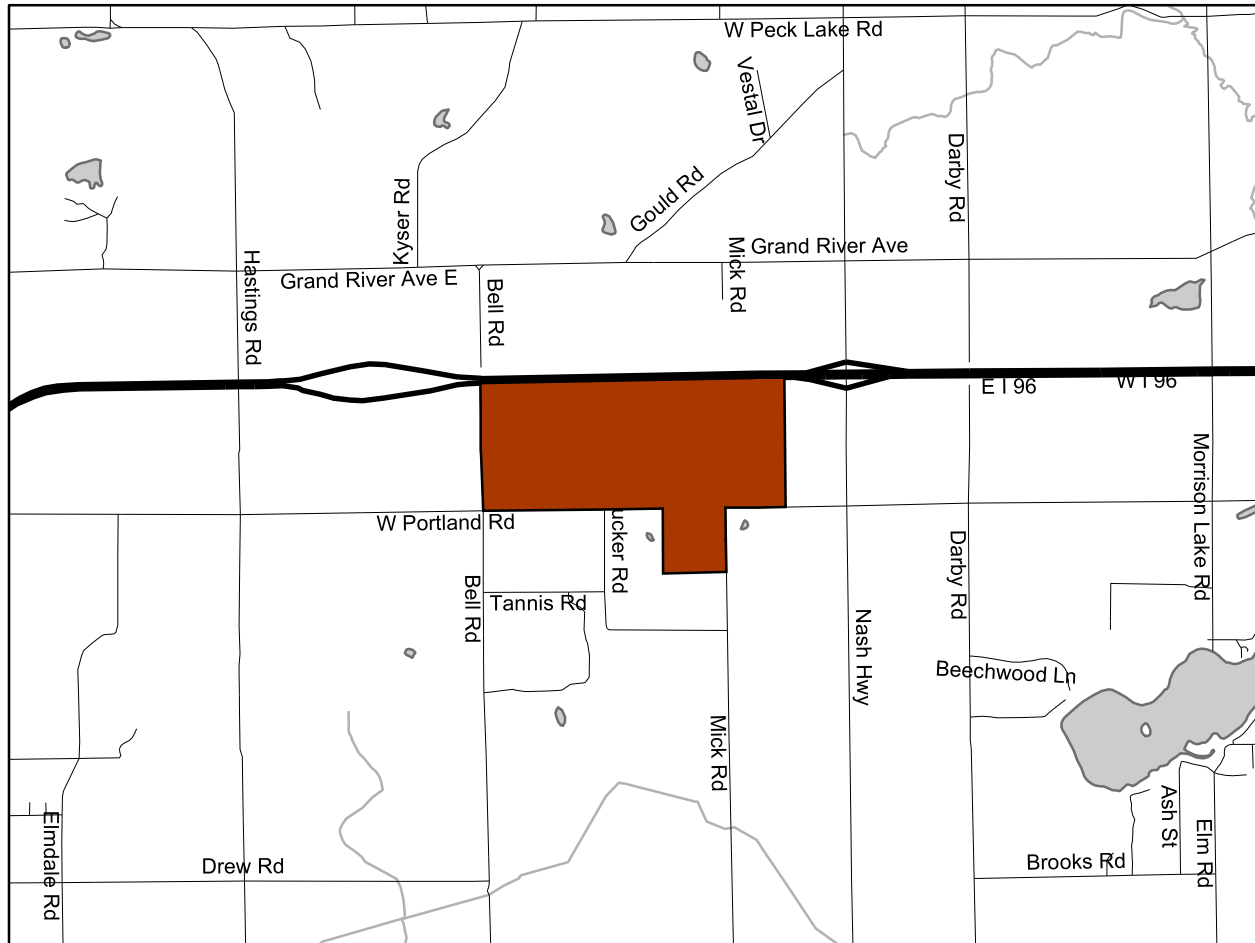 W Peck Lake Rd
Vestal Dr
Darby Rd
Gould Rd
Kyser Rd
Mick Rd
Grand River Ave
Hastings Rd
Grand River Ave E
Bell Rd
E I 96
W I 96
Morrison Lake Rd
W Portland Rd
ucker Rd
Darby Rd
Bell Rd
Tannis Rd
Nash Hwy
Beechwood Ln
Mick Rd
Ash St
Elmdale Rd
Elm Rd
Drew Rd
Brooks Rd